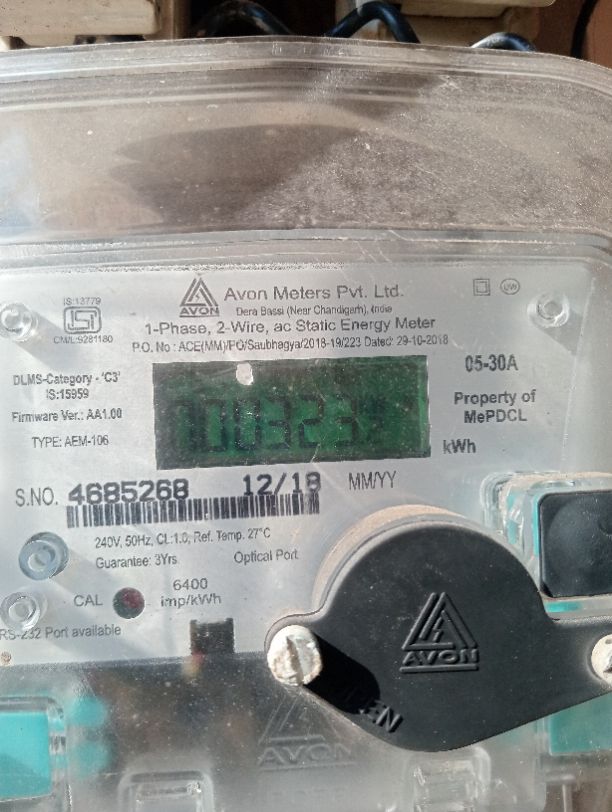 IS:13779
ISI
CM/L:9281180
AVON
Avon Meters Pvt. Ltd.
Dera Bassi (Near Chandigarh), India
1-Phase, 2-Wire, ac Static Energy Meter
P.O. No : ACE(MM)/PO/Saubhagya/2018-19/223 Dated: 29-10-2018
DLMS-Category - 'C3'
IS:15959
Firmware Ver.: AA1.00
TYPE: AEM-106
05-30A
Property of
MePDCL
kWh
S.NO. 4685268 12/18 MM/YY
240V, 50Hz, CL:1.0, Ref. Temp. 27°C
Guarantee: 3Yrs. Optical Port
CAL 6400
imp/kWh
RS-232 Port available
AVON
AVON